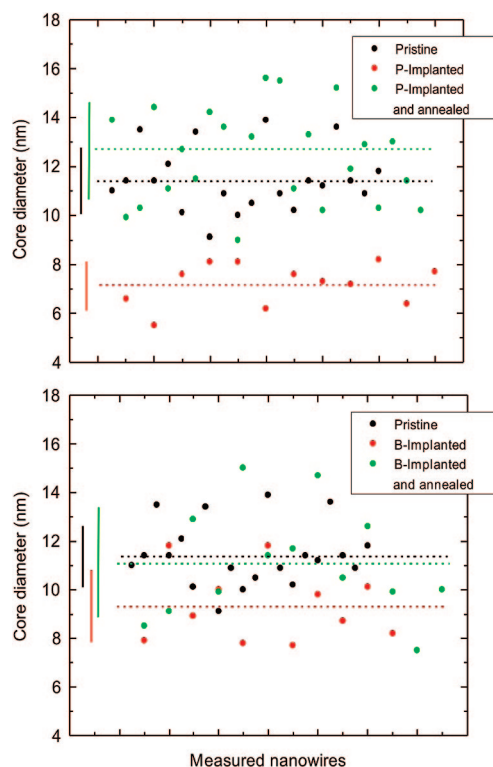 18
16
14
12
10
8
6
4
Core diameter (nm)
Pristine
P-Implanted
P-Implanted
and annealed
18
16
14
12
10
8
6
4
Core diameter (nm)
Pristine
B-Implanted
B-Implanted
and annealed
Measured nanowires